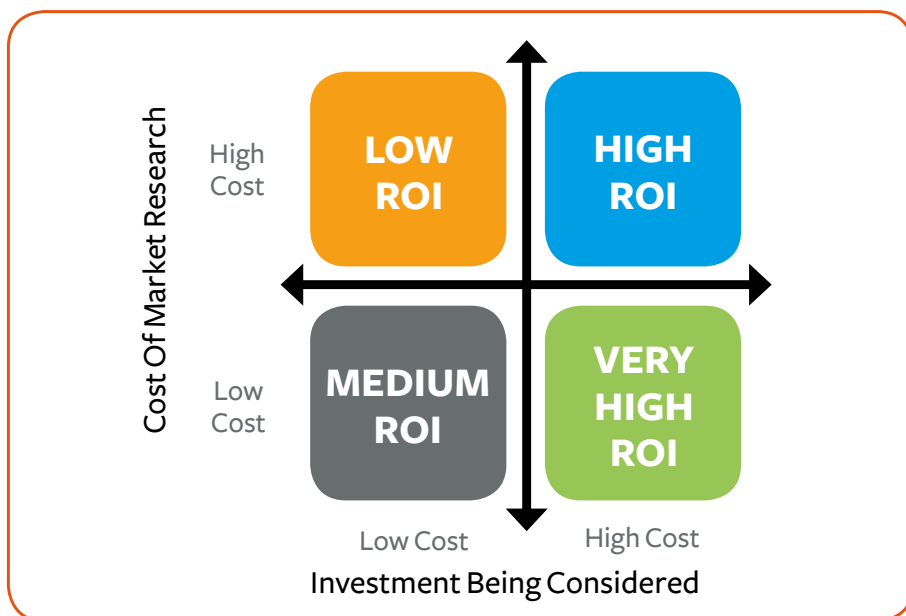 Cost Of Market Research
High
Cost
LOW
ROI
HIGH
ROI
Low
Cost
MEDIUM
ROI
VERY
HIGH
ROI
Low Cost
High Cost
Investment Being Considered